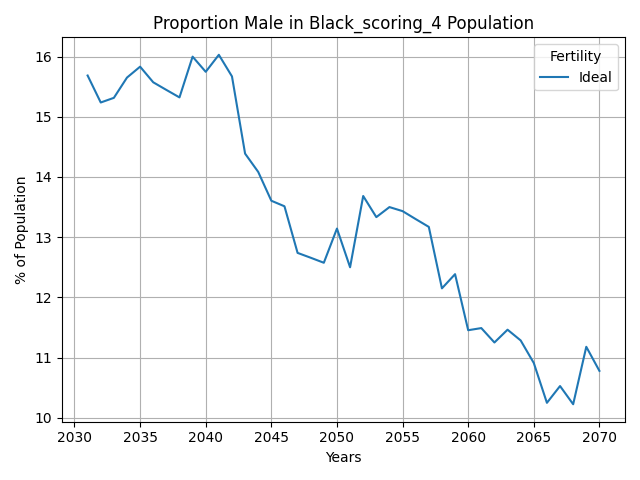 Proportion Male in Black_scoring_4 Population
Fertility
Ideal
16
15
14
13
12
11
10
% of Population
2030 2035 2040 2045 2050 2055 2060 2065 2070
Years